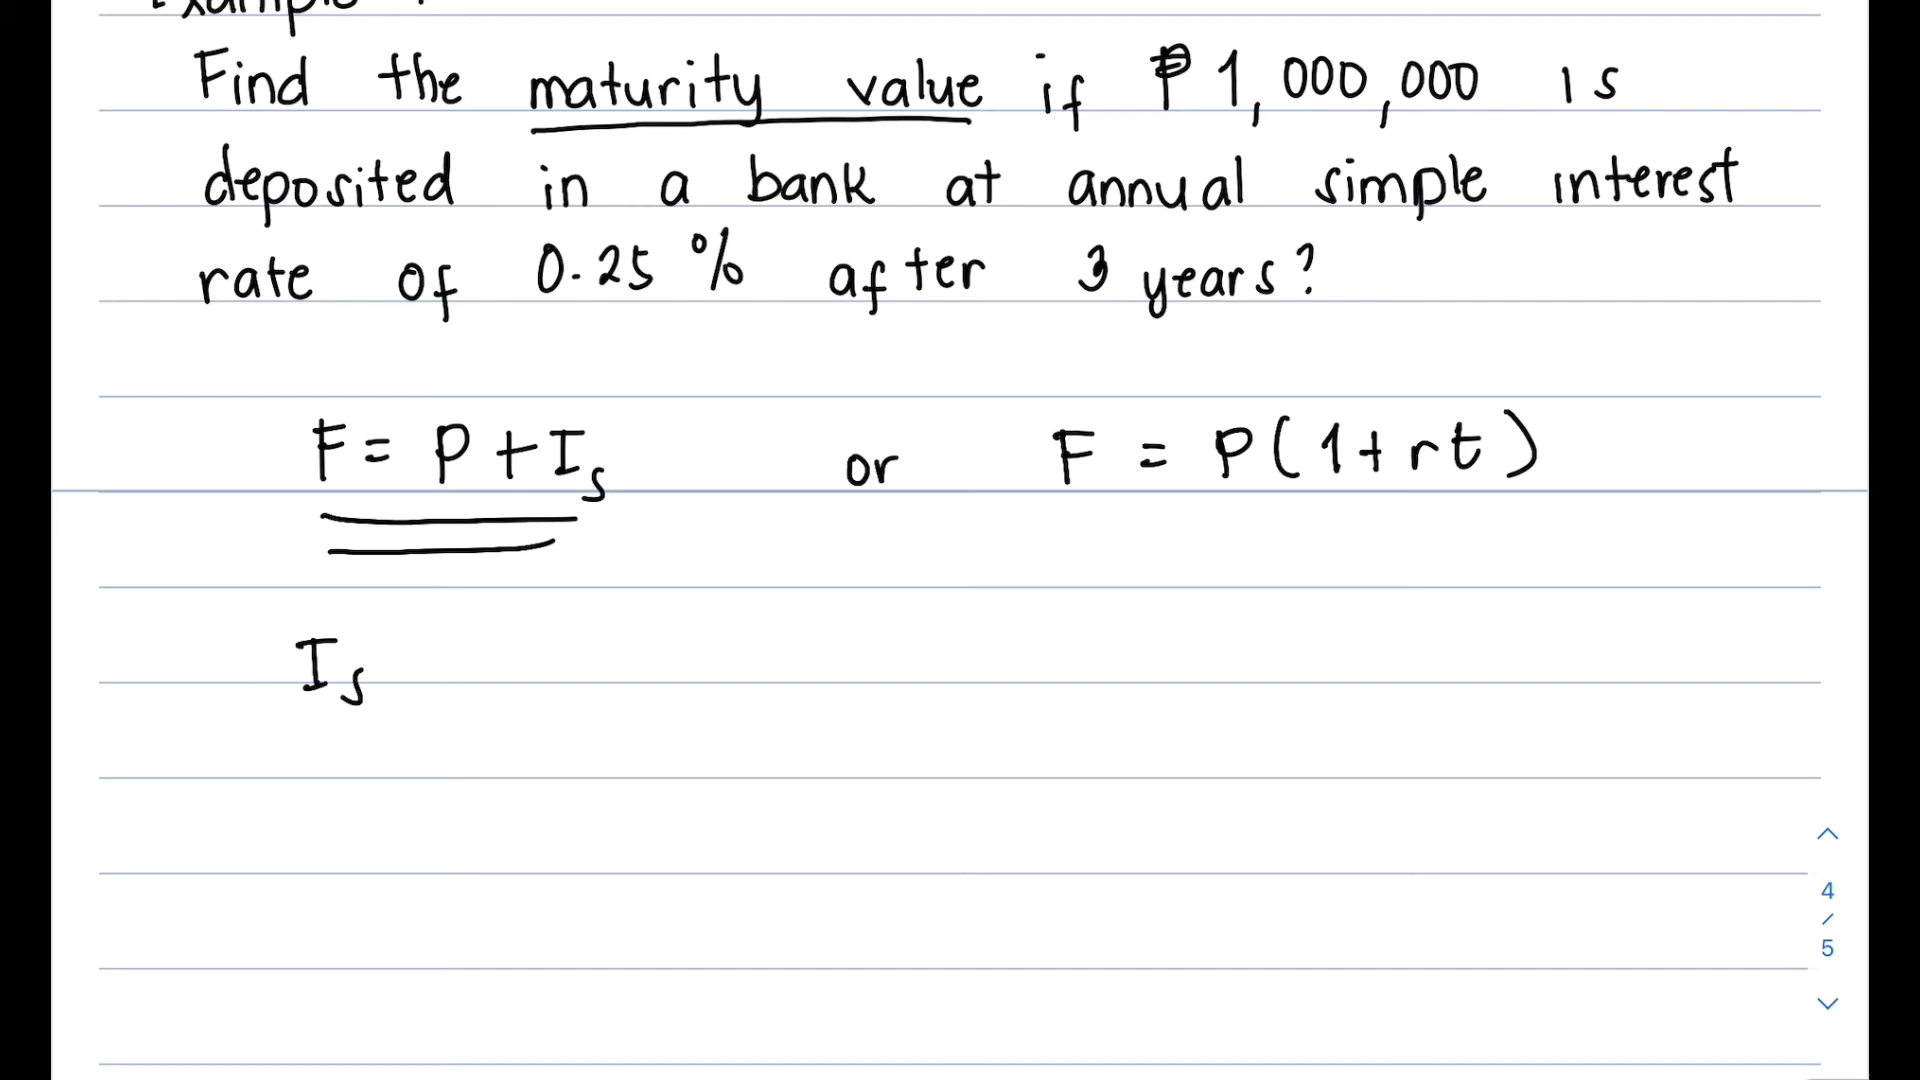 Example
Find the maturity value if ₱ 1,000,000 is
deposited in a bank at annual simple interest
rate of 0.25 % after 3 years?
F = P + Iₛ or F = P(1+rt)
Iₛ
4
/
5